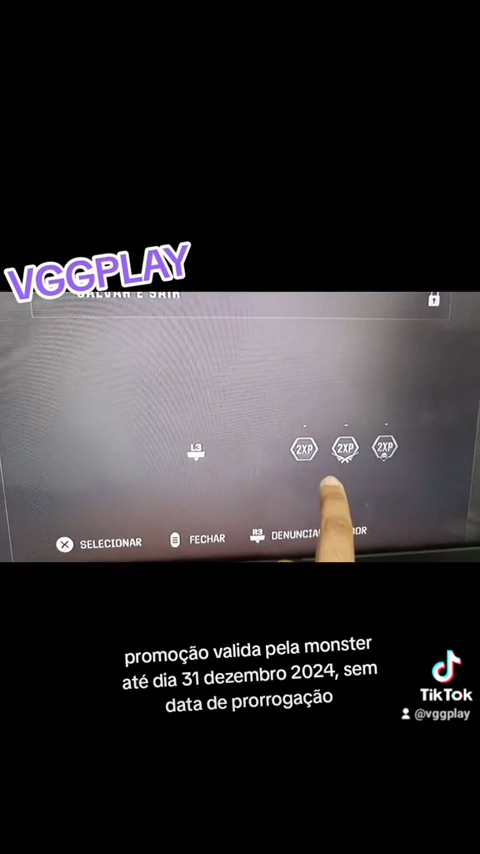 VGGPLAY
SALVAR E SAIR
L3
2XP 2XP 2XP
SELECIONAR FECHAR R3
promoção valida pela monster
até dia 31 dezembro 2024, sem
data de prorrogação
TikTok
@vggplay